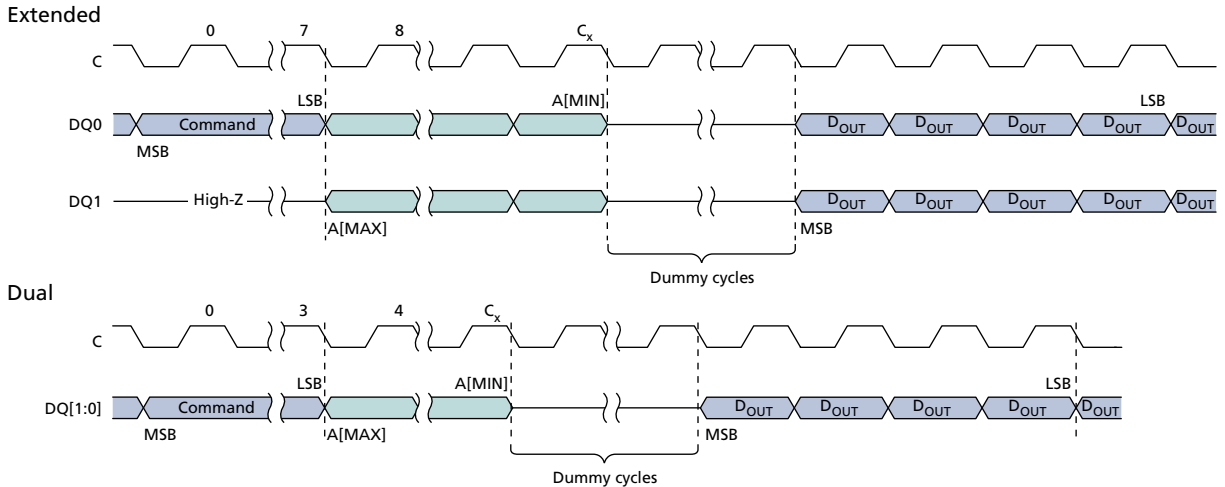 Extended
0 7 8 Cx
C
LSB A[MIN] LSB
DQ0 Command DOUT DOUT DOUT DOUT DOUT
MSB
DQ1 High-Z DOUT DOUT DOUT DOUT DOUT
A[MAX] MSB
Dummy cycles
Dual
0 3 4 Cx
C
LSB A[MIN] LSB
DQ[1:0] Command DOUT DOUT DOUT DOUT DOUT
MSB A[MAX] MSB
Dummy cycles